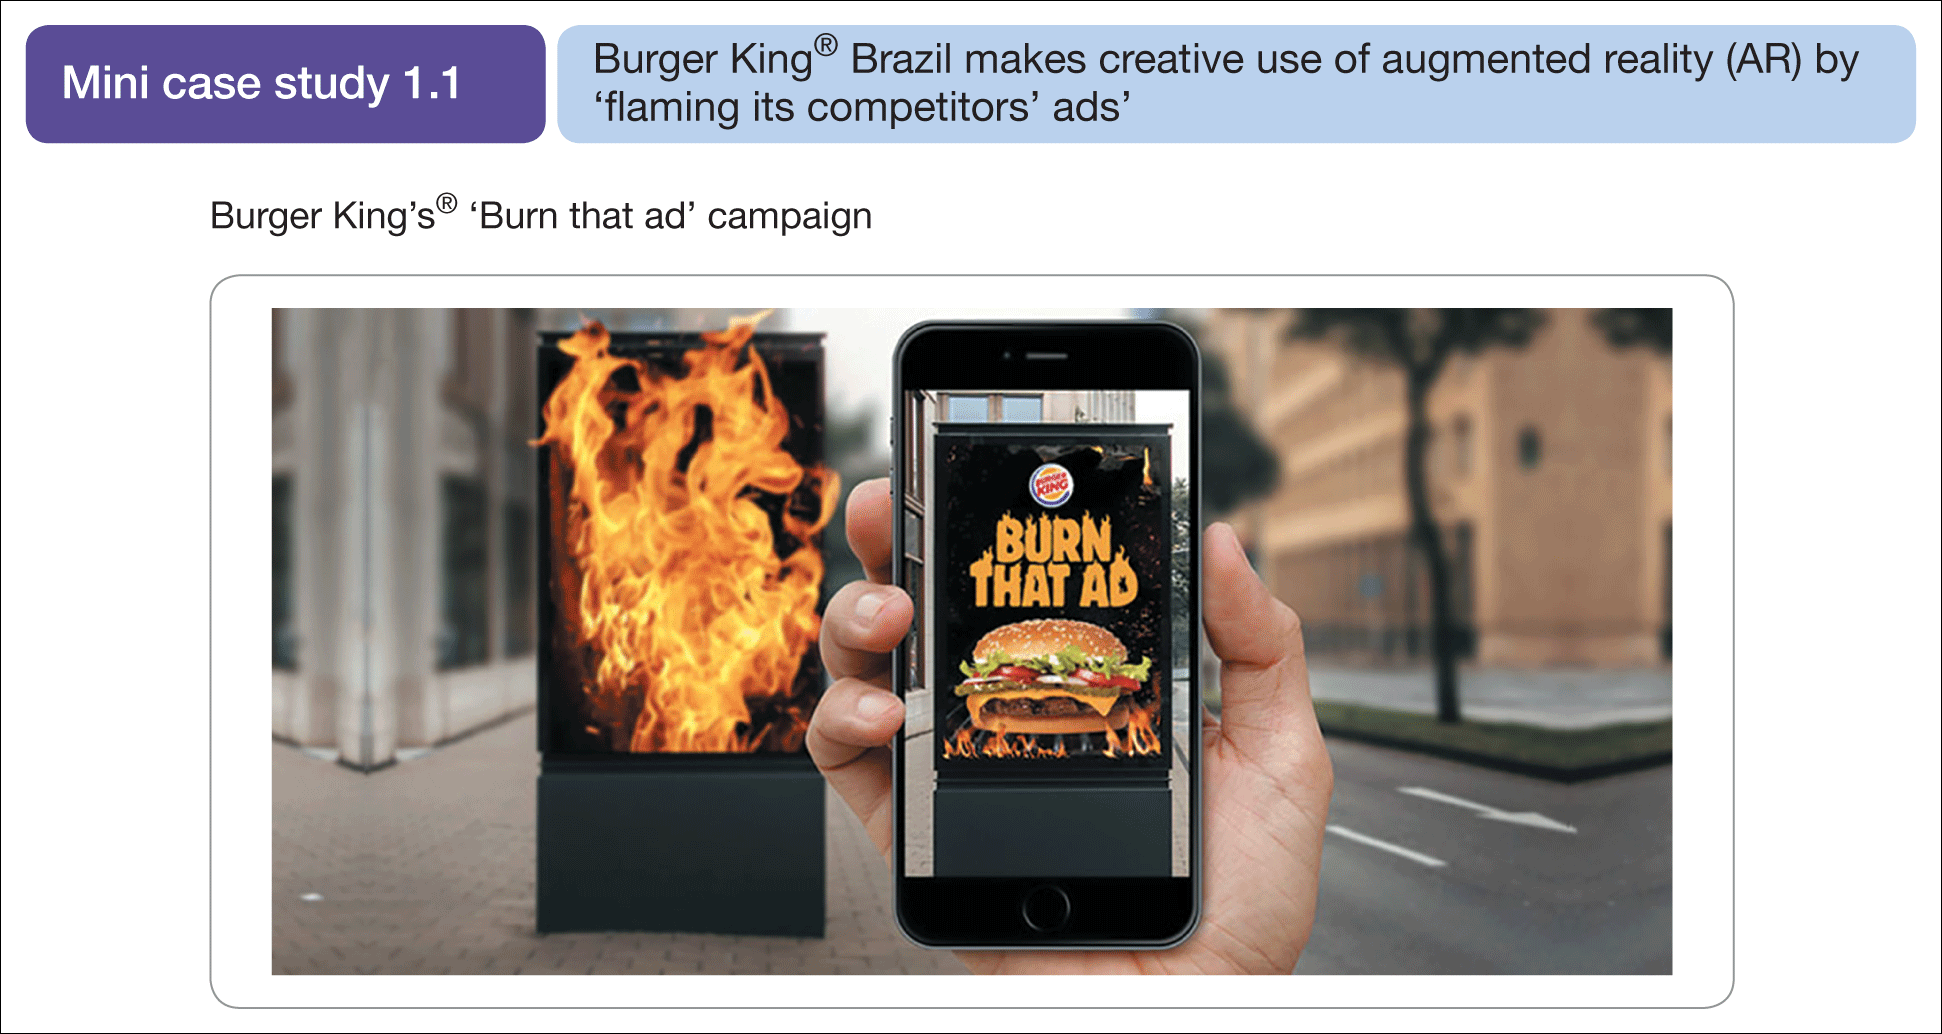 Mini case study 1.1
Burger King® Brazil makes creative use of augmented reality (AR) by
‘flaming its competitors’ ads’
Burger King’s® ‘Burn that ad’ campaign
BURGER
KING
BURN
THAT AD